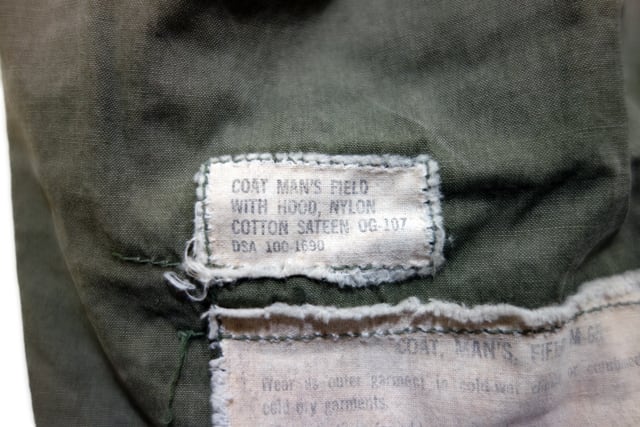 COAT MAN'S FIELD
WITH HOOD, NYLON
COTTON SATEEN OG-107
DSA 100-1690
COAT, MAN'S, FIELD M-65
Wear as outer garment in cold-wet
cold dry garments.